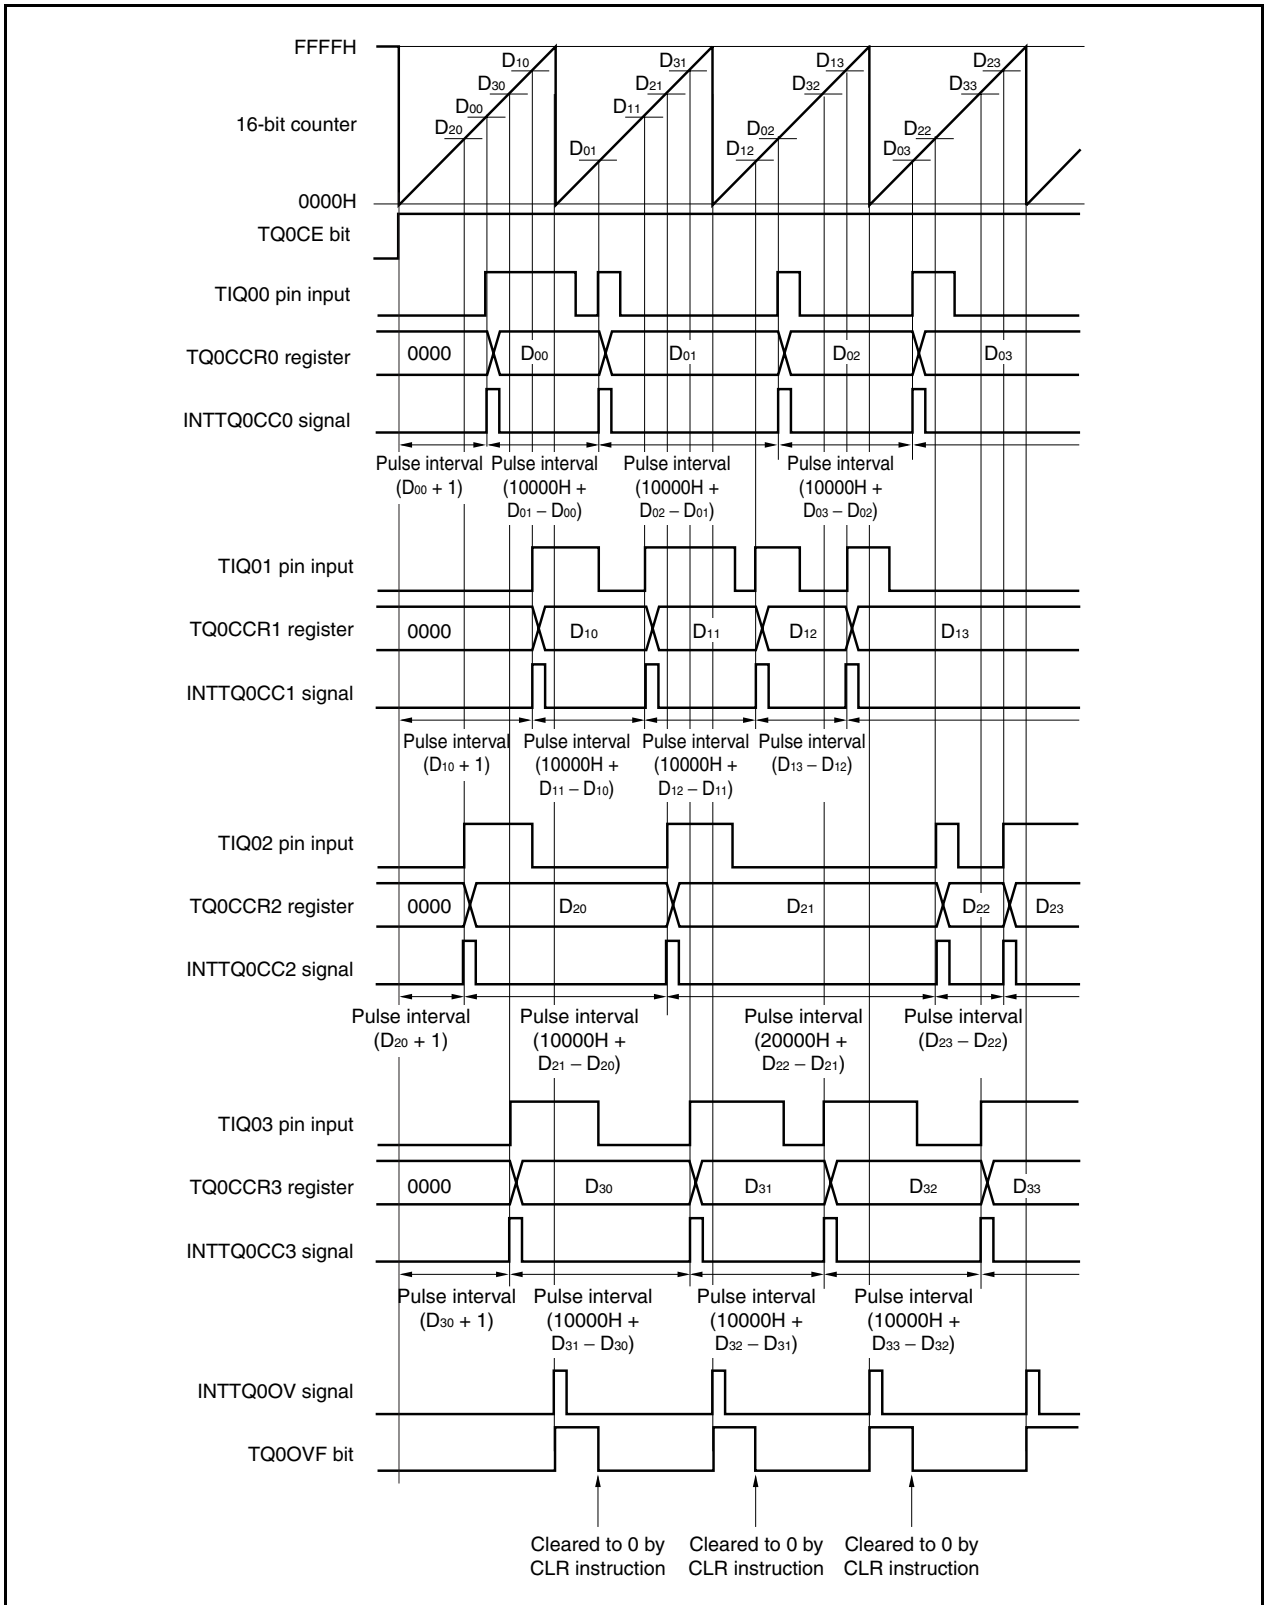 FFFFH
D10
D31
D13
D23
D30
D21
D32
D33
D00
D11
16-bit counter
D20
D02
D22
D01
D12
D03
0000H
TQ0CE bit
TIQ00 pin input
TQ0CCR0 register
0000
D00
D01
D02
D03
INTTQ0CC0 signal
Pulse interval
(D00 + 1)
Pulse interval
(10000H +
D01 – D00)
Pulse interval
(10000H +
D02 – D01)
Pulse interval
(10000H +
D03 – D02)
TIQ01 pin input
TQ0CCR1 register
0000
D10
D11
D12
D13
INTTQ0CC1 signal
Pulse interval
(D10 + 1)
Pulse interval
(10000H +
D11 – D10)
Pulse interval
(10000H +
D12 – D11)
Pulse interval
(D13 – D12)
TIQ02 pin input
TQ0CCR2 register
0000
D20
D21
D22
D23
INTTQ0CC2 signal
Pulse interval
(D20 + 1)
Pulse interval
(10000H +
D21 – D20)
Pulse interval
(20000H +
D22 – D21)
Pulse interval
(D23 – D22)
TIQ03 pin input
TQ0CCR3 register
0000
D30
D31
D32
D33
INTTQ0CC3 signal
Pulse interval
(D30 + 1)
Pulse interval
(10000H +
D31 – D30)
Pulse interval
(10000H +
D32 – D31)
Pulse interval
(10000H +
D33 – D32)
INTTQ0OV signal
TQ0OVF bit
Cleared to 0 by
CLR instruction
Cleared to 0 by
CLR instruction
Cleared to 0 by
CLR instruction